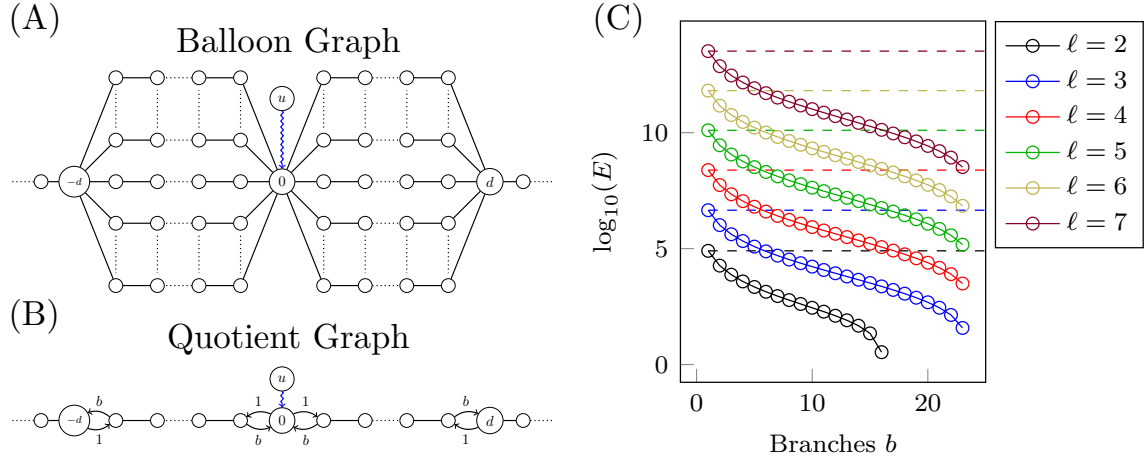 (A)
Balloon Graph
u
-d
0
d
(B)
Quotient Graph
u
b
1
1
b
-d
0
d
1
b
b
1
(C)
log₁₀(E)
10
5
0
0
10
20
Branches b
ℓ = 2
ℓ = 3
ℓ = 4
ℓ = 5
ℓ = 6
ℓ = 7